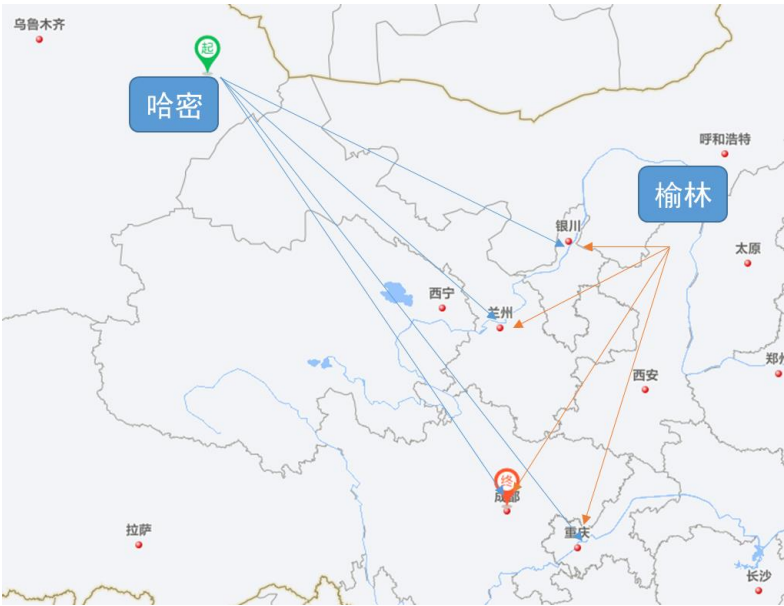 乌鲁木齐
起
哈密
呼和浩特
榆林
银川
太原
西宁
兰州
郑州
西安
终
成都
拉萨
重庆
长沙